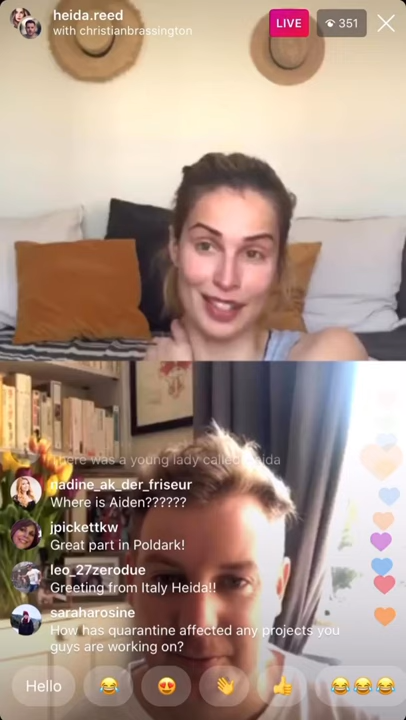 heida.reed
with christianbrassington
LIVE
351
There was a young lady called Heida
nadine_ak_der_friseur
Where is Aiden??????
jpickettkw
Great part in Poldark!
leo_27zerodue
Greeting from Italy Heida!!
saraharosine
How has quarantine affected any projects you
guys are working on?
Hello